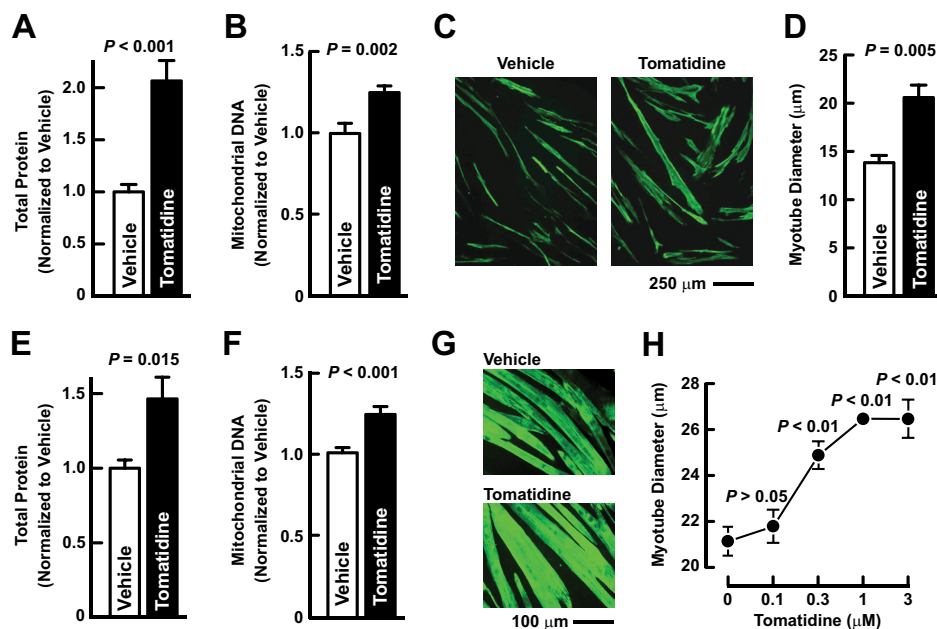 A
P < 0.001
Total Protein
(Normalized to Vehicle)
2.0
1.5
1.0
0.5
0
Vehicle
Tomatidine
B
P = 0.002
Mitochondrial DNA
(Normalized to Vehicle)
1.5
1.0
0.5
0
Vehicle
Tomatidine
C
Vehicle
Tomatidine
250 μm
D
P = 0.005
Myotube Diameter (μm)
25
20
15
10
5
0
Vehicle
Tomatidine
E
P = 0.015
Total Protein
(Normalized to Vehicle)
1.5
1.0
0.5
0
Vehicle
Tomatidine
F
P < 0.001
Mitochondrial DNA
(Normalized to Vehicle)
1.5
1.0
0.5
0
Vehicle
Tomatidine
G
Vehicle
Tomatidine
100 μm
H
Myotube Diameter (μm)
28
26
24
22
20
P > 0.05
P < 0.01
P < 0.01
P < 0.01
0
0.1
0.3
1
3
Tomatidine (μM)